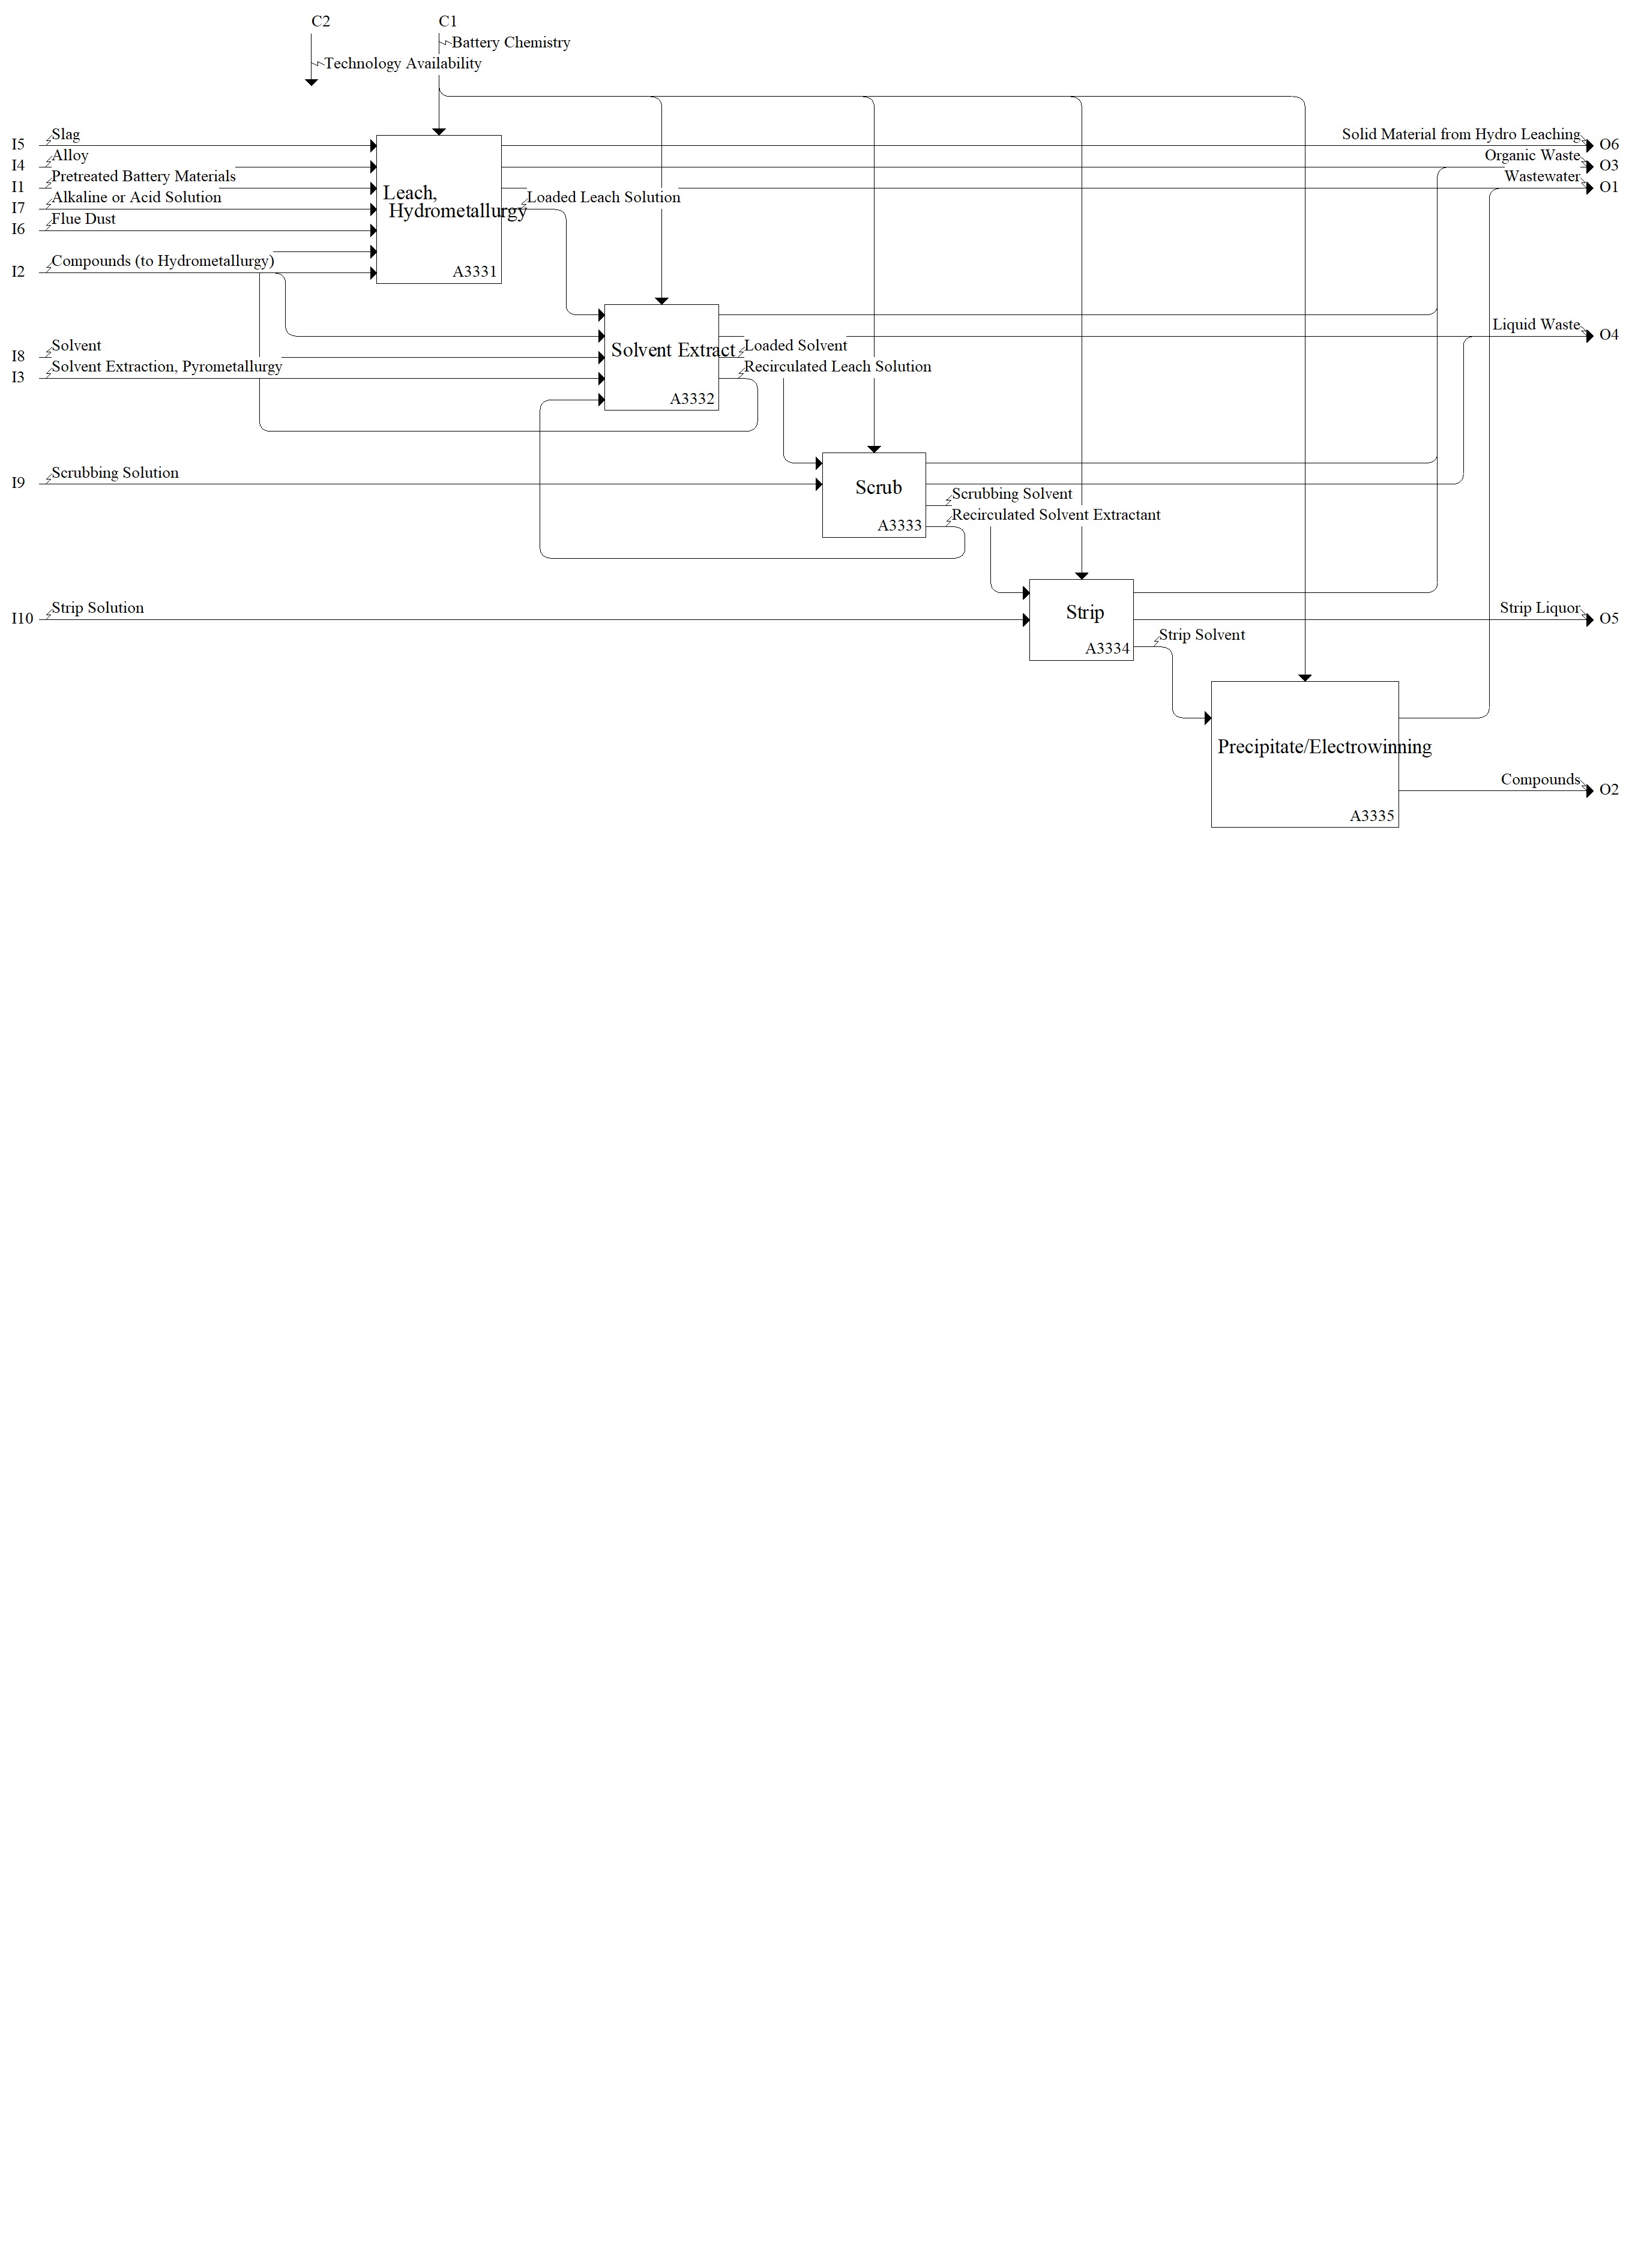 C2
C1
Battery Chemistry
Technology Availability
I5
Slag
I4
Alloy
I1
Pretreated Battery Materials
I7
Alkaline or Acid Solution
I6
Flue Dust
I2
Compounds (to Hydrometallurgy)
Leach,
Hydrometallurgy
A3331
Loaded Leach Solution
Solid Material from Hydro Leaching
O6
Organic Waste
O3
Wastewater
O1
I8
Solvent
I3
Solvent Extraction, Pyrometallurgy
Solvent Extract
A3332
Loaded Solvent
Recirculated Leach Solution
Liquid Waste
O4
I9
Scrubbing Solution
Scrub
A3333
Scrubbing Solvent
Recirculated Solvent Extractant
I10
Strip Solution
Strip
A3334
Strip Solvent
Strip Liquor
O5
Precipitate/Electrowinning
A3335
Compounds
O2